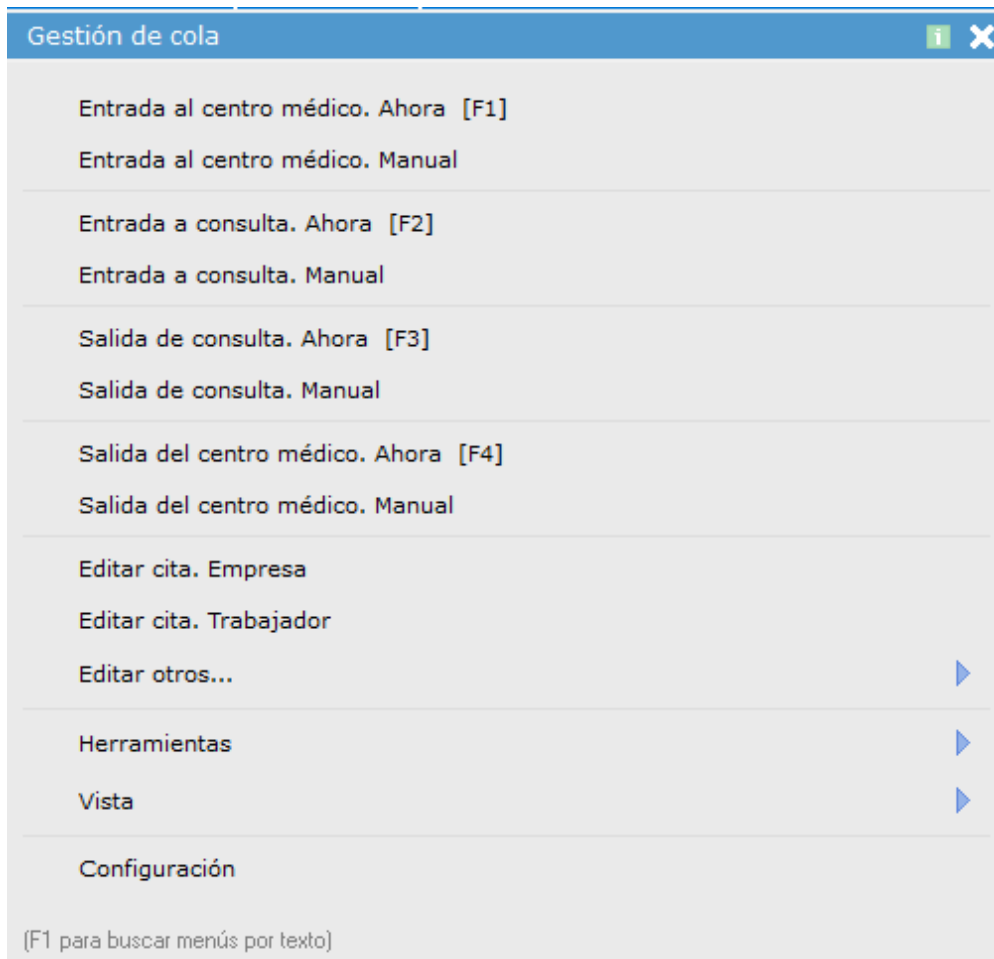 Gestión de cola
Entrada al centro médico. Ahora [F1]
Entrada al centro médico. Manual
Entrada a consulta. Ahora [F2]
Entrada a consulta. Manual
Salida de consulta. Ahora [F3]
Salida de consulta. Manual
Salida del centro médico. Ahora [F4]
Salida del centro médico. Manual
Editar cita. Empresa
Editar cita. Trabajador
Editar otros...
Herramientas
Vista
Configuración
(F1 para buscar menús por texto)